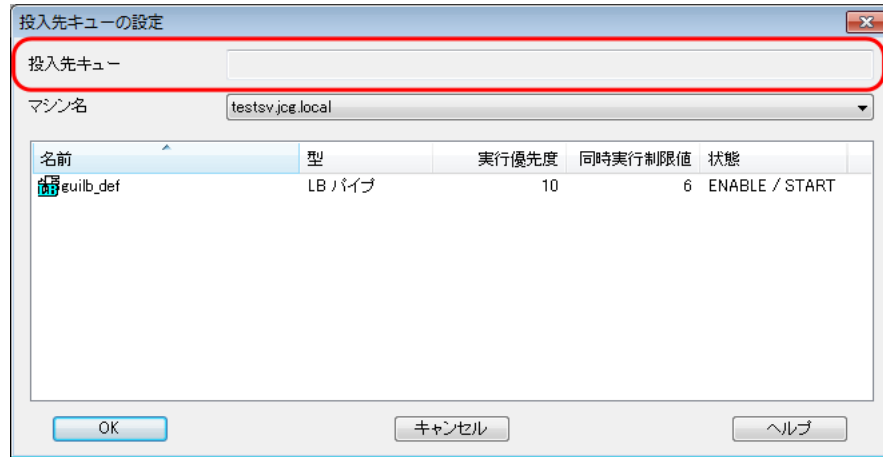 投入先キューの設定
投入先キュー
マシン名 testsv.jcg.local
名前 型 実行優先度 同時実行制限値 状態
guilb_def LB パイプ 10 6 ENABLE / START
OK キャンセル ヘルプ